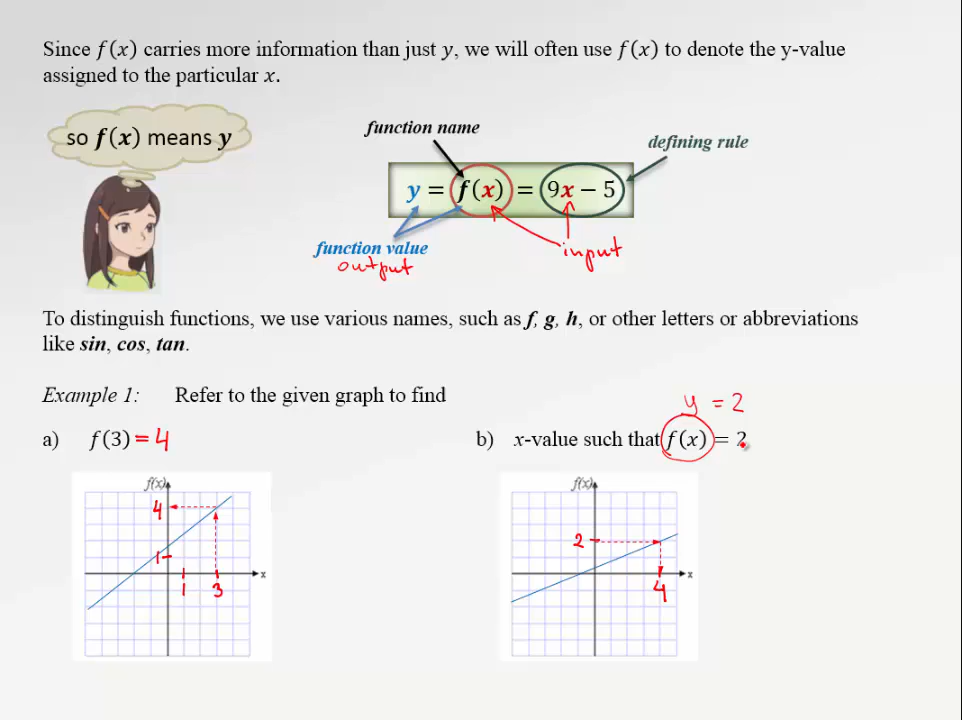 Since f(x) carries more information than just y, we will often use f(x) to denote the y-value
assigned to the particular x.
so f(x) means y
function name
defining rule
y = f(x) = 9x − 5
function value
output
input
To distinguish functions, we use various names, such as f, g, h, or other letters or abbreviations
like sin, cos, tan.
Example 1: Refer to the given graph to find
y = 2
a) f(3) = 4
b) x-value such that f(x) = 2
f(x)
4
1
x
1
3
f(x)
2
x
4